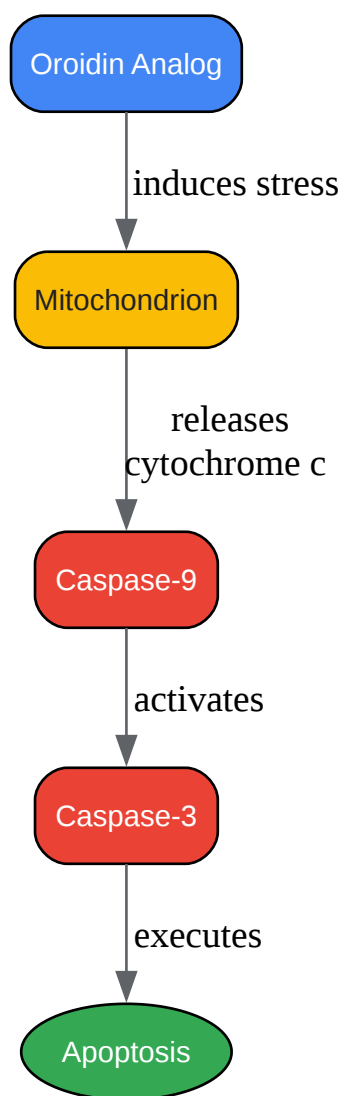 Oroidin Analog
induces stress
Mitochondrion
releases
cytochrome c
Caspase-9
activates
Caspase-3
executes
Apoptosis